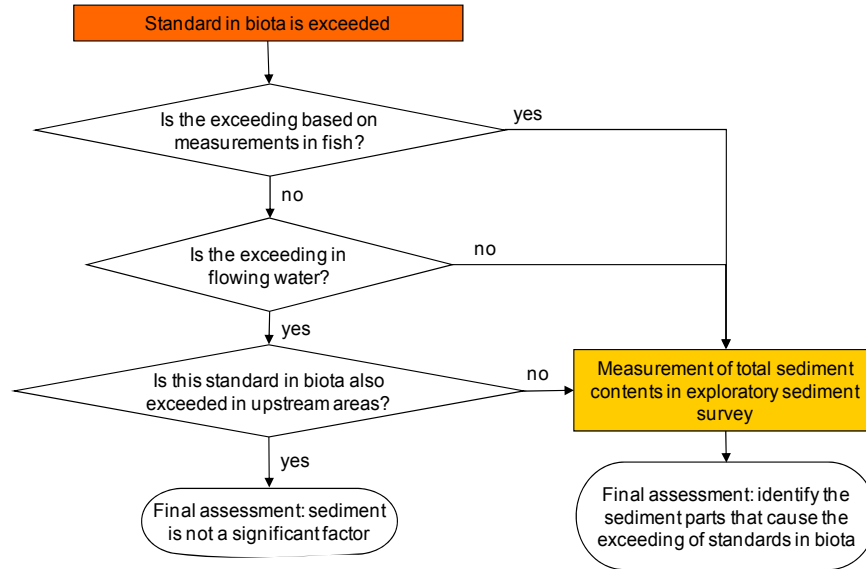 Standard in biota is exceeded
Is the exceeding based on
measurements in fish?
yes
no
Is the exceeding in
flowing water?
no
yes
Is this standard in biota also
exceeded in upstream areas?
no
Measurement of total sediment
contents in exploratory sediment
survey
yes
Final assessment: sediment
is not a significant factor
Final assessment: identify the
sediment parts that cause the
exceeding of standards in biota